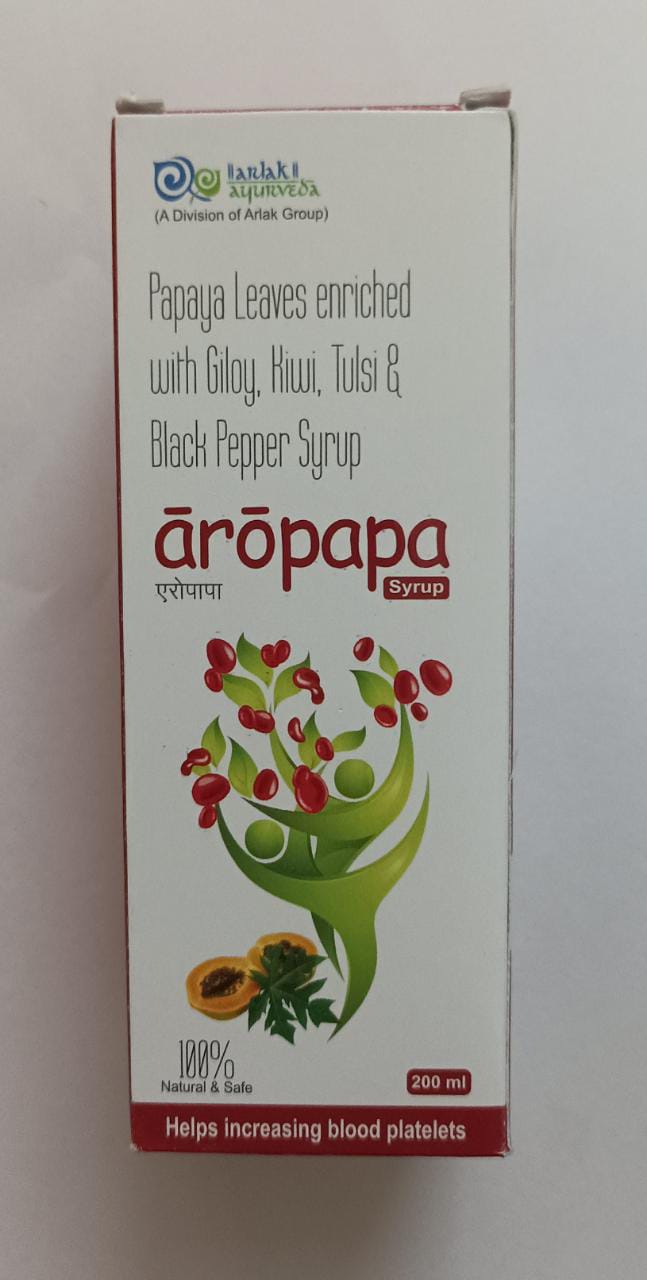 ॥arlak॥
ayurveda
(A Division of Arlak Group)
Papaya Leaves enriched
with Giloy, Kiwi, Tulsi &
Black Pepper Syrup
ārōpapa
एरोपापा
Syrup
100%
Natural & Safe
200 ml
Helps increasing blood platelets